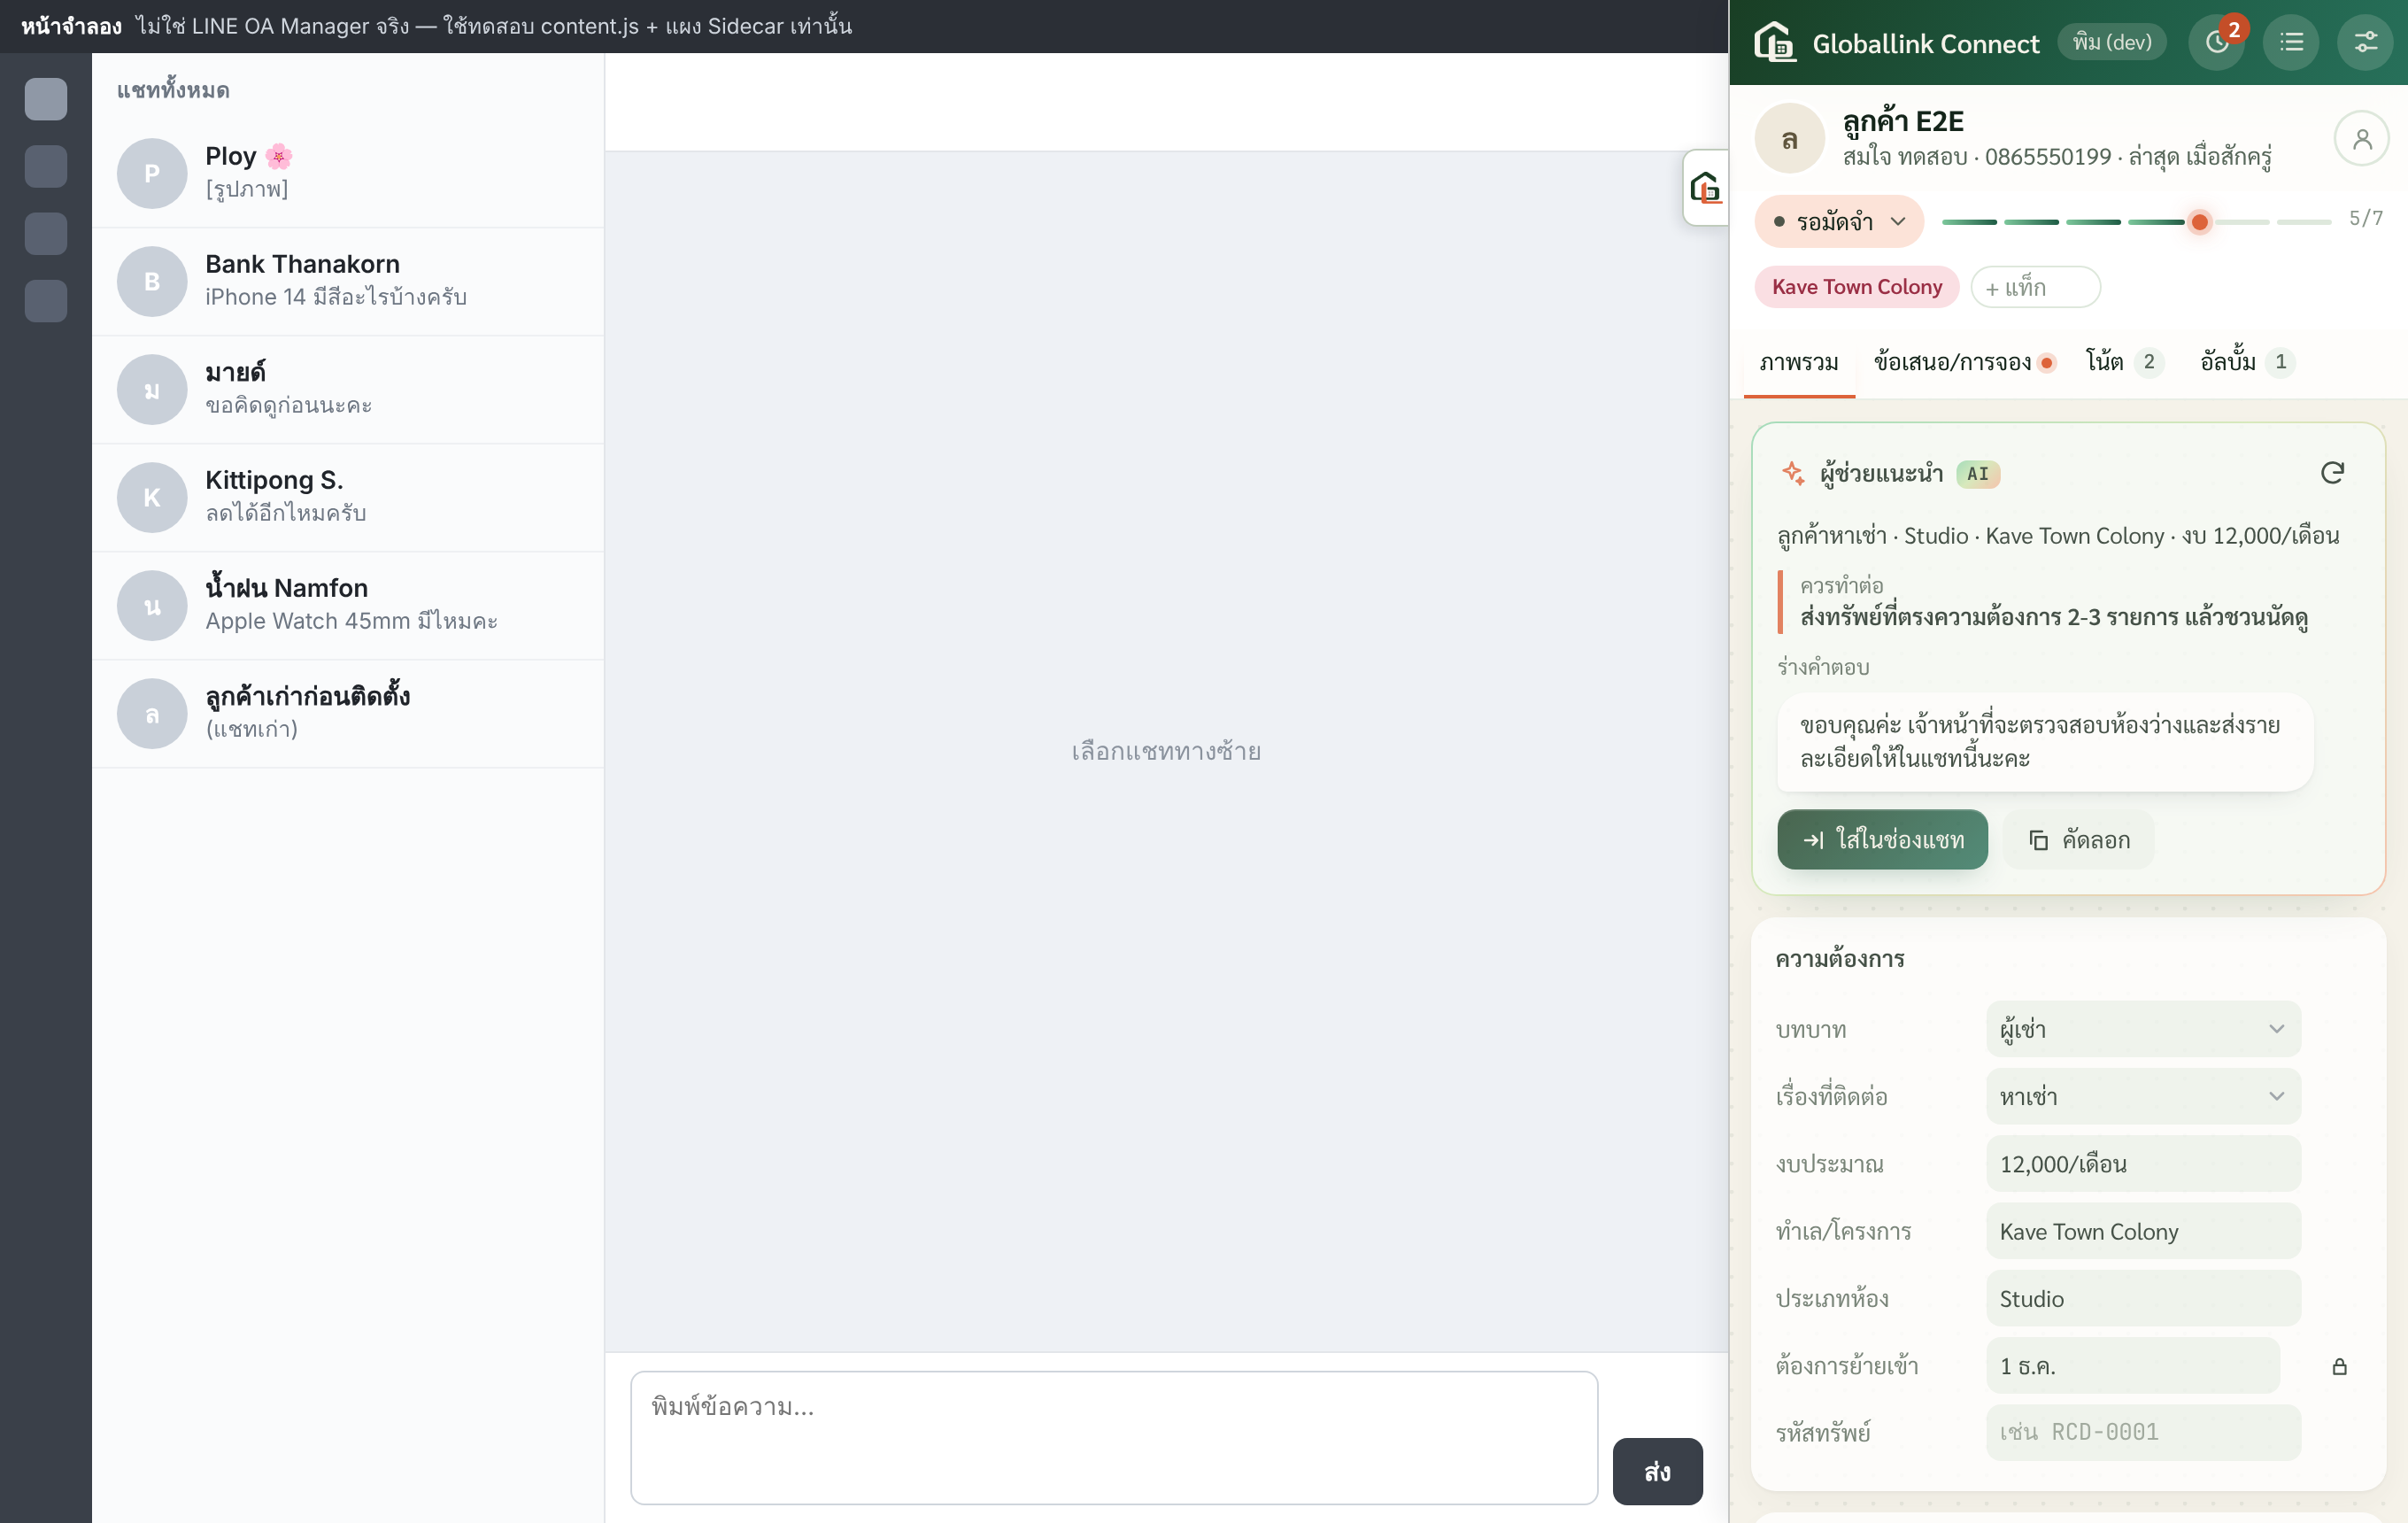 หน้าจำลอง ไม่ใช่ LINE OA Manager จริง — ใช้ทดสอบ content.js + แผง Sidecar เท่านั้น
แชททั้งหมด
P
Ploy 🌸
[รูปภาพ]
B
Bank Thanakorn
iPhone 14 มีสีอะไรบ้างครับ
ม
มายด์
ขอคิดดูก่อนนะคะ
K
Kittipong S.
ลดได้อีกไหมครับ
น
น้ำฝน Namfon
Apple Watch 45mm มีไหมคะ
ล
ลูกค้าเก่าก่อนติดตั้ง
(แชทเก่า)
เลือกแชททางซ้าย
พิมพ์ข้อความ...
ส่ง
Globallink Connect พิม (dev) 2
ล
ลูกค้า E2E
สมใจ ทดสอบ · 0865550199 · ล่าสุด เมื่อสักครู่
รอมัดจำ 5/7
Kave Town Colony + แท็ก
ภาพรวม ข้อเสนอ/การจอง โน้ต 2 อัลบั้ม 1
ผู้ช่วยแนะนำ AI
ลูกค้าหาเช่า · Studio · Kave Town Colony · งบ 12,000/เดือน
ควรทำต่อ
ส่งทรัพย์ที่ตรงความต้องการ 2-3 รายการ แล้วชวนนัดดู
ร่างคำตอบ
ขอบคุณค่ะ เจ้าหน้าที่จะตรวจสอบห้องว่างและส่งราย
ละเอียดให้ในแชทนี้นะคะ
ใส่ในช่องแชท คัดลอก
ความต้องการ
บทบาท ผู้เช่า
เรื่องที่ติดต่อ หาเช่า
งบประมาณ 12,000/เดือน
ทำเล/โครงการ Kave Town Colony
ประเภทห้อง Studio
ต้องการย้ายเข้า 1 ธ.ค.
รหัสทรัพย์ เช่น RCD-0001